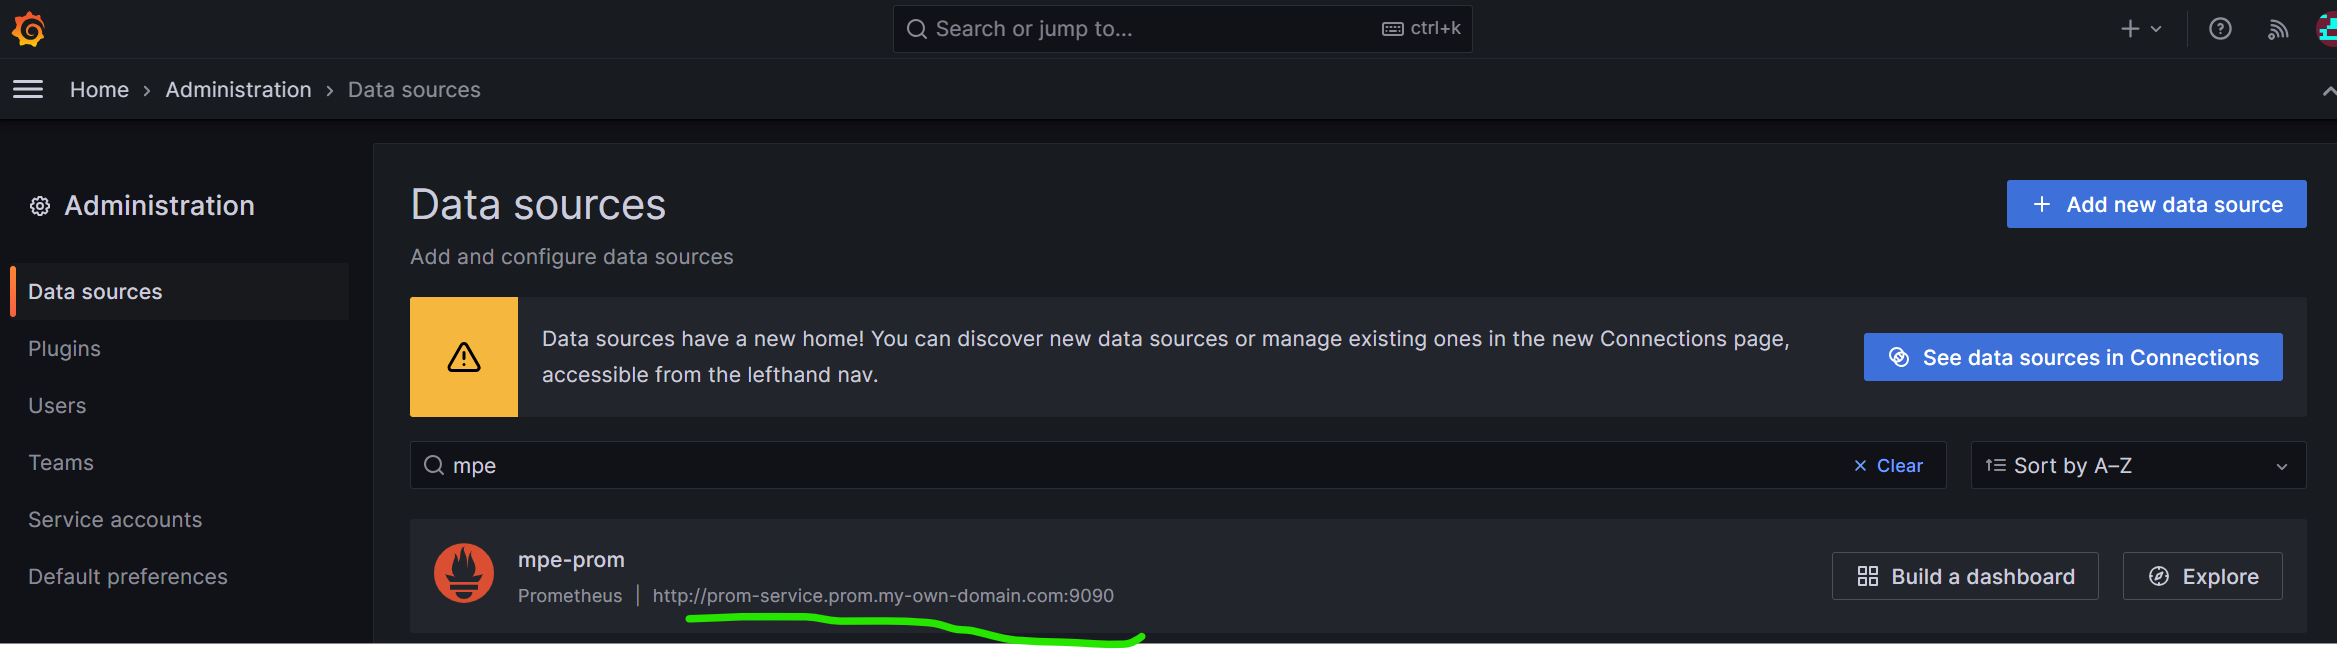 Search or jump to...
ctrl+k
Home › Administration › Data sources
Administration
Data sources
Plugins
Users
Teams
Service accounts
Default preferences
Data sources
Add and configure data sources
+ Add new data source
Data sources have a new home! You can discover new data sources or manage existing ones in the new Connections page,
accessible from the lefthand nav.
See data sources in Connections
mpe
× Clear
Sort by A–Z
mpe-prom
Prometheus | http://prom-service.prom.my-own-domain.com:9090
Build a dashboard
Explore